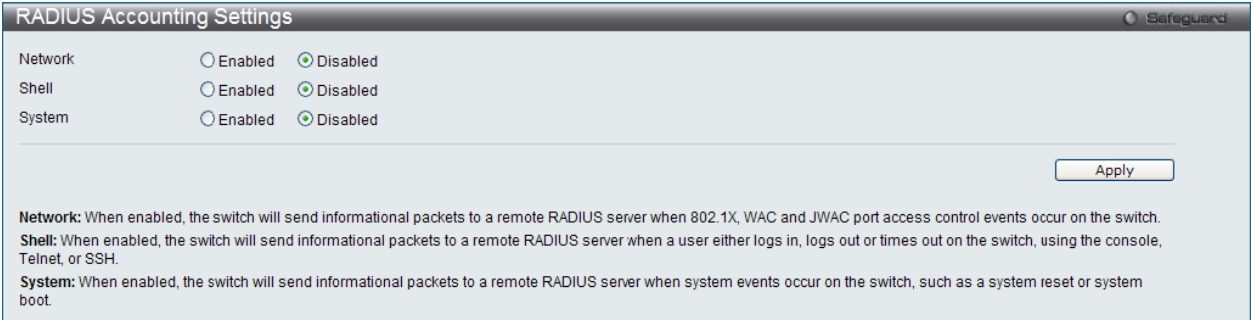 RADIUS Accounting Settings
Safeguard
Network Enabled Disabled
Shell Enabled Disabled
System Enabled Disabled
Apply
Network: When enabled, the switch will send informational packets to a remote RADIUS server when 802.1X, WAC and JWAC port access control events occur on the switch.
Shell: When enabled, the switch will send informational packets to a remote RADIUS server when a user either logs in, logs out or times out on the switch, using the console,
Telnet, or SSH.
System: When enabled, the switch will send informational packets to a remote RADIUS server when system events occur on the switch, such as a system reset or system
boot.